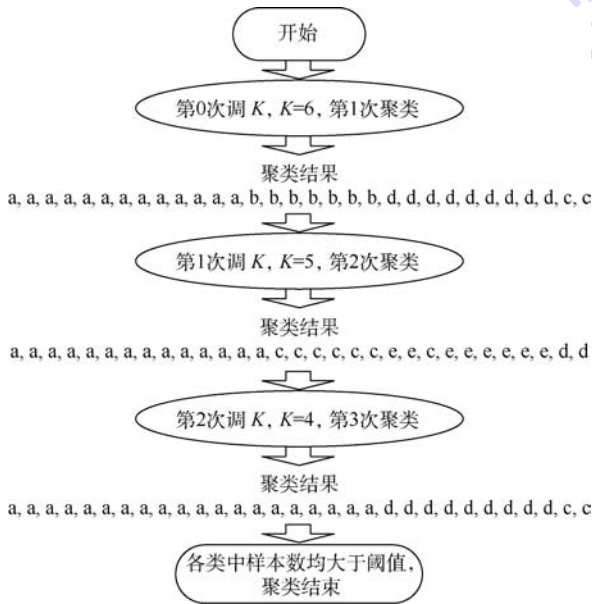 开始
第0次调 K, K=6, 第1次聚类
聚类结果
a, a, a, a, a, a, a, a, a, a, a, a, a, b, b, b, b, b, b, b, d, d, d, d, d, d, d, d, d, c, c
第1次调 K, K=5, 第2次聚类
聚类结果
a, a, a, a, a, a, a, a, a, a, a, a, a, a, c, c, c, c, c, c, e, e, c, e, e, e, e, e, e, d, d
第2次调 K, K=4, 第3次聚类
聚类结果
a, a, a, a, a, a, a, a, a, a, a, a, a, a, a, a, a, a, a, a, d, d, d, d, d, d, d, d, d, c, c
各类中样本数均大于阈值,
聚类结束